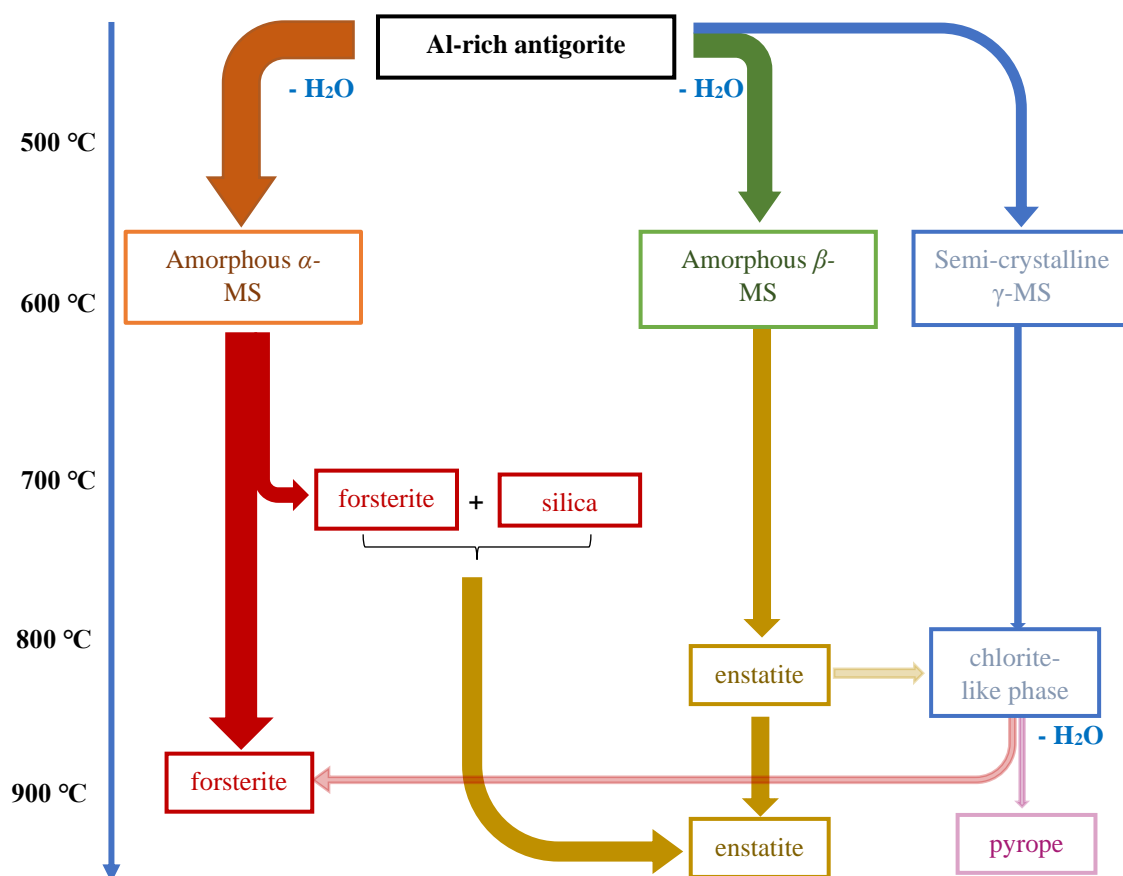 Al-rich antigorite
- H₂O
- H₂O
500 °C
Amorphous α-
MS
Amorphous β-
MS
Semi-crystalline
γ-MS
600 °C
700 °C
forsterite
+
silica
800 °C
enstatite
chlorite-
like phase
- H₂O
forsterite
900 °C
enstatite
pyrope